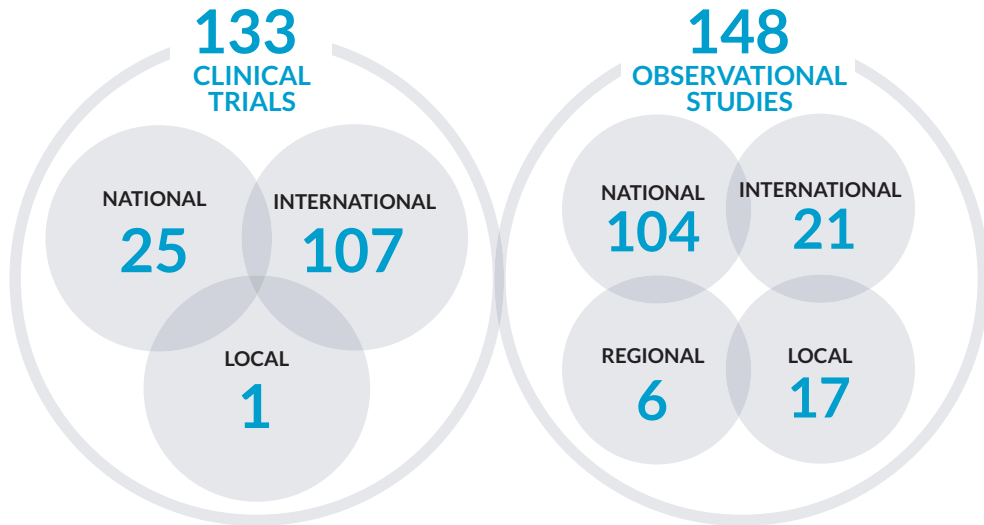 133
CLINICAL
TRIALS
NATIONAL
25
INTERNATIONAL
107
LOCAL
1
148
OBSERVATIONAL
STUDIES
NATIONAL
104
INTERNATIONAL
21
REGIONAL
6
LOCAL
17